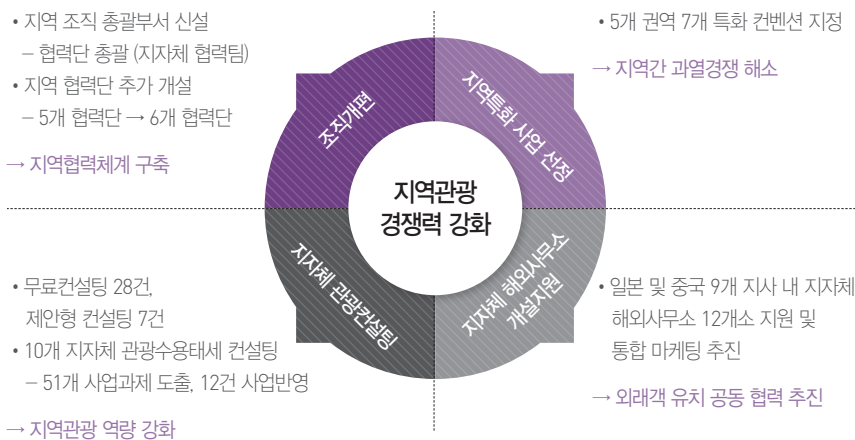 • 지역 조직 총괄부서 신설
– 협력단 총괄 (지자체 협력팀)
• 지역 협력단 추가 개설
– 5개 협력단 → 6개 협력단
→ 지역협력체계 구축
• 5개 권역 7개 특화 컨벤션 지정
→ 지역간 과열경쟁 해소
조직개편
지역특화 사업 선정
지역관광
경쟁력 강화
지자체 관광컨설팅
지자체 해외사무소
개설지원
• 무료컨설팅 28건,
제안형 컨설팅 7건
• 10개 지자체 관광수용태세 컨설팅
– 51개 사업과제 도출, 12건 사업반영
→ 지역관광 역량 강화
• 일본 및 중국 9개 지사 내 지자체
해외사무소 12개소 지원 및
통합 마케팅 추진
→ 외래객 유치 공동 협력 추진